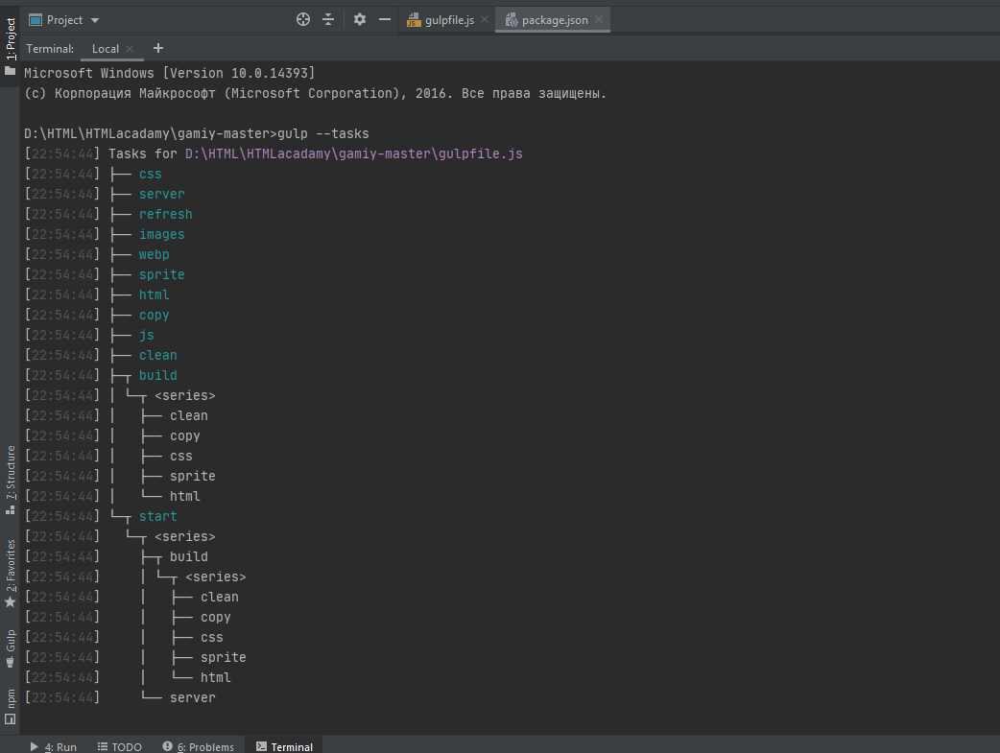 Project
gulpfile.js
package.json
1: Project
Terminal:
Local
+
Microsoft Windows [Version 10.0.14393]
(c) Корпорация Майкрософт (Microsoft Corporation), 2016. Все права защищены.
D:\HTML\HTMLacadamy\gamiy-master>gulp --tasks
[22:54:44] Tasks for D:\HTML\HTMLacadamy\gamiy-master\gulpfile.js
[22:54:44] ├── css
[22:54:44] ├── server
[22:54:44] ├── refresh
[22:54:44] ├── images
[22:54:44] ├── webp
[22:54:44] ├── sprite
[22:54:44] ├── html
[22:54:44] ├── copy
[22:54:44] ├── js
[22:54:44] ├── clean
[22:54:44] ├─┬ build
[22:54:44] │ └─┬ <series>
[22:54:44] │   ├── clean
[22:54:44] │   ├── copy
[22:54:44] │   ├── css
[22:54:44] │   ├── sprite
[22:54:44] │   └── html
[22:54:44] └─┬ start
[22:54:44]   └─┬ <series>
[22:54:44]     ├─┬ build
[22:54:44]     │ └─┬ <series>
[22:54:44]     │   ├── clean
[22:54:44]     │   ├── copy
[22:54:44]     │   ├── css
[22:54:44]     │   ├── sprite
[22:54:44]     │   └── html
[22:54:44]     └── server
7: Structure
2: Favorites
Gulp
npm
4: Run
TODO
6: Problems
Terminal